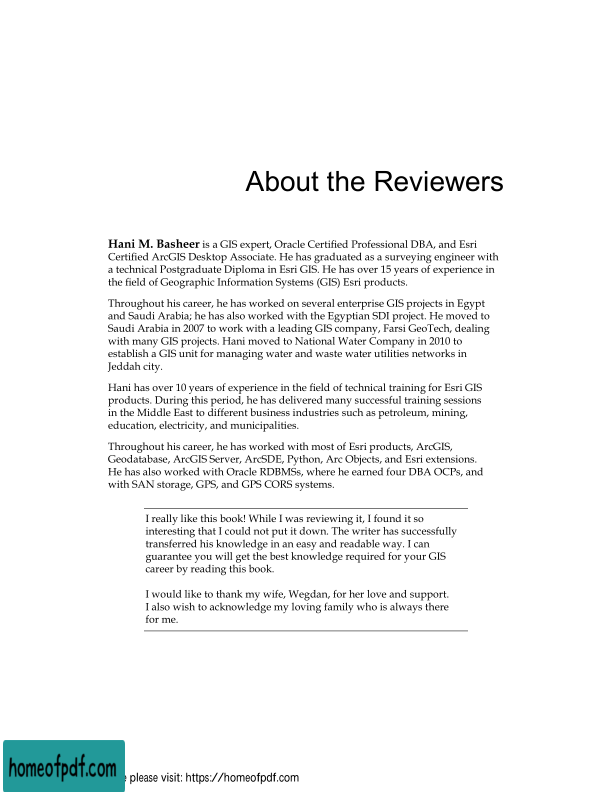 About the Reviewers
Hani M. Basheer is a GIS expert, Oracle Certified Professional DBA, and Esri
Certified ArcGIS Desktop Associate. He has graduated as a surveying engineer with
a technical Postgraduate Diploma in Esri GIS. He has over 15 years of experience in
the field of Geographic Information Systems (GIS) Esri products.
Throughout his career, he has worked on several enterprise GIS projects in Egypt
and Saudi Arabia; he has also worked with the Egyptian SDI project. He moved to
Saudi Arabia in 2007 to work with a leading GIS company, Farsi GeoTech, dealing
with many GIS projects. Hani moved to National Water Company in 2010 to
establish a GIS unit for managing water and waste water utilities networks in
Jeddah city.
Hani has over 10 years of experience in the field of technical training for Esri GIS
products. During this period, he has delivered many successful training sessions
in the Middle East to different business industries such as petroleum, mining,
education, electricity, and municipalities.
Throughout his career, he has worked with most of Esri products, ArcGIS,
Geodatabase, ArcGIS Server, ArcSDE, Python, Arc Objects, and Esri extensions.
He has also worked with Oracle RDBMSs, where he earned four DBA OCPs, and
with SAN storage, GPS, and GPS CORS systems.
I really like this book! While I was reviewing it, I found it so
interesting that I could not put it down. The writer has successfully
transferred his knowledge in an easy and readable way. I can
guarantee you will get the best knowledge required for your GIS
career by reading this book.
I would like to thank my wife, Wegdan, for her love and support.
I also wish to acknowledge my loving family who is always there
for me.
homeofpdf.com
please visit: https://homeofpdf.com